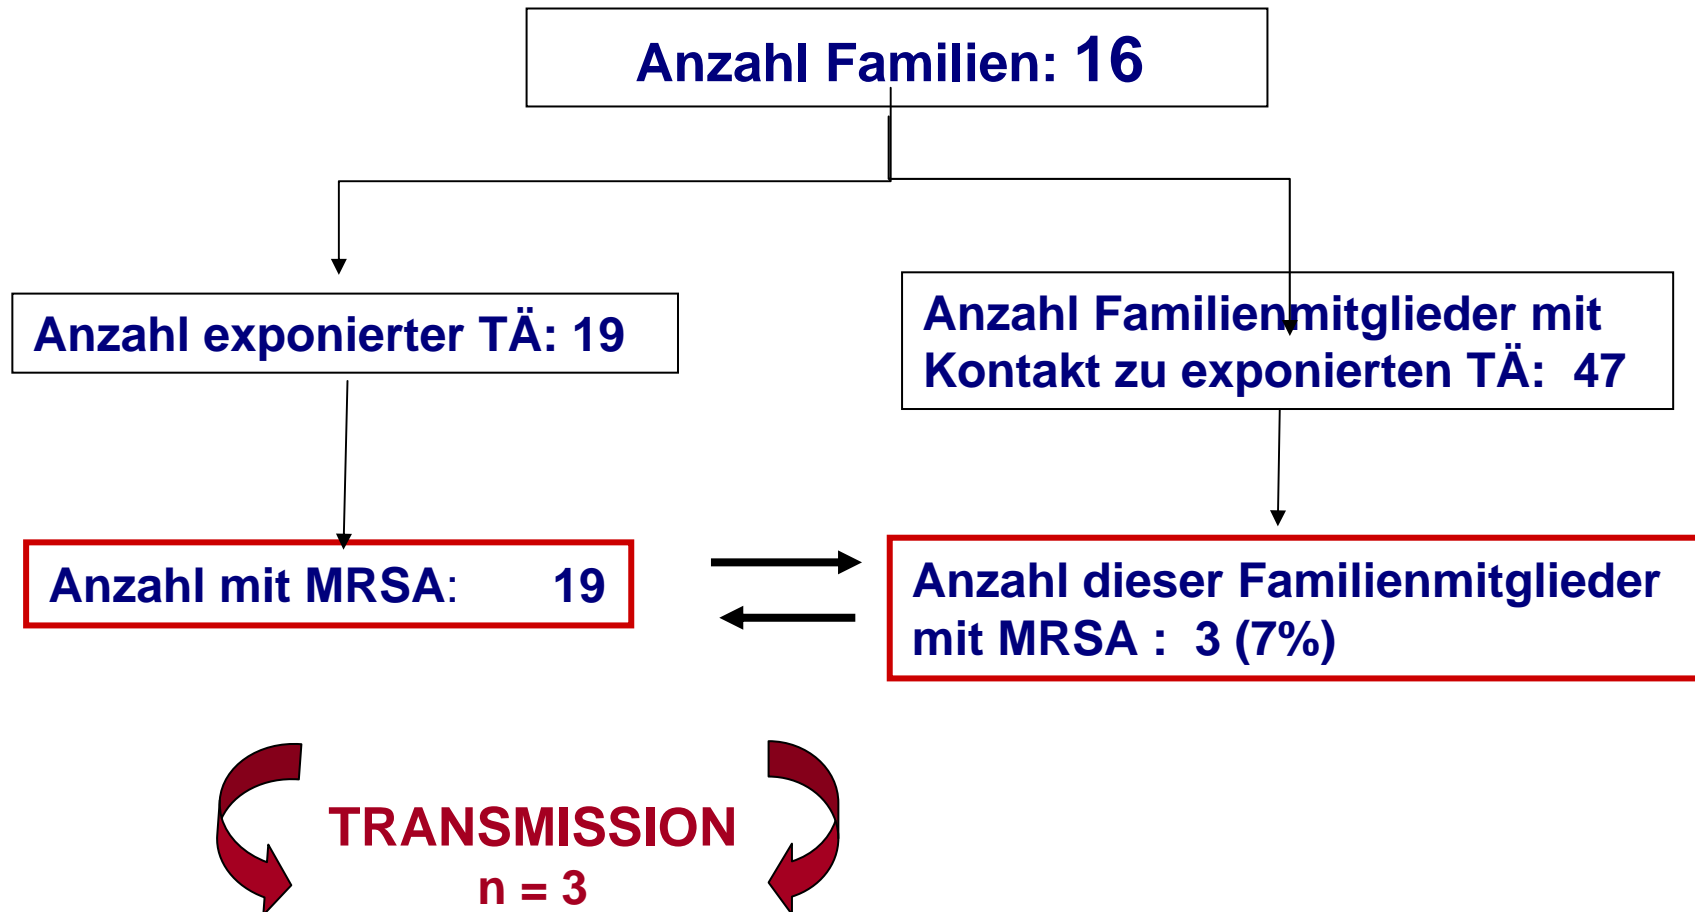 Anzahl Familien: 16
Anzahl exponierter TÄ: 19
Anzahl Familienmitglieder mit
Kontakt zu exponierten TÄ: 47
Anzahl mit MRSA: 19
Anzahl dieser Familienmitglieder
mit MRSA : 3 (7%)
TRANSMISSION
n = 3